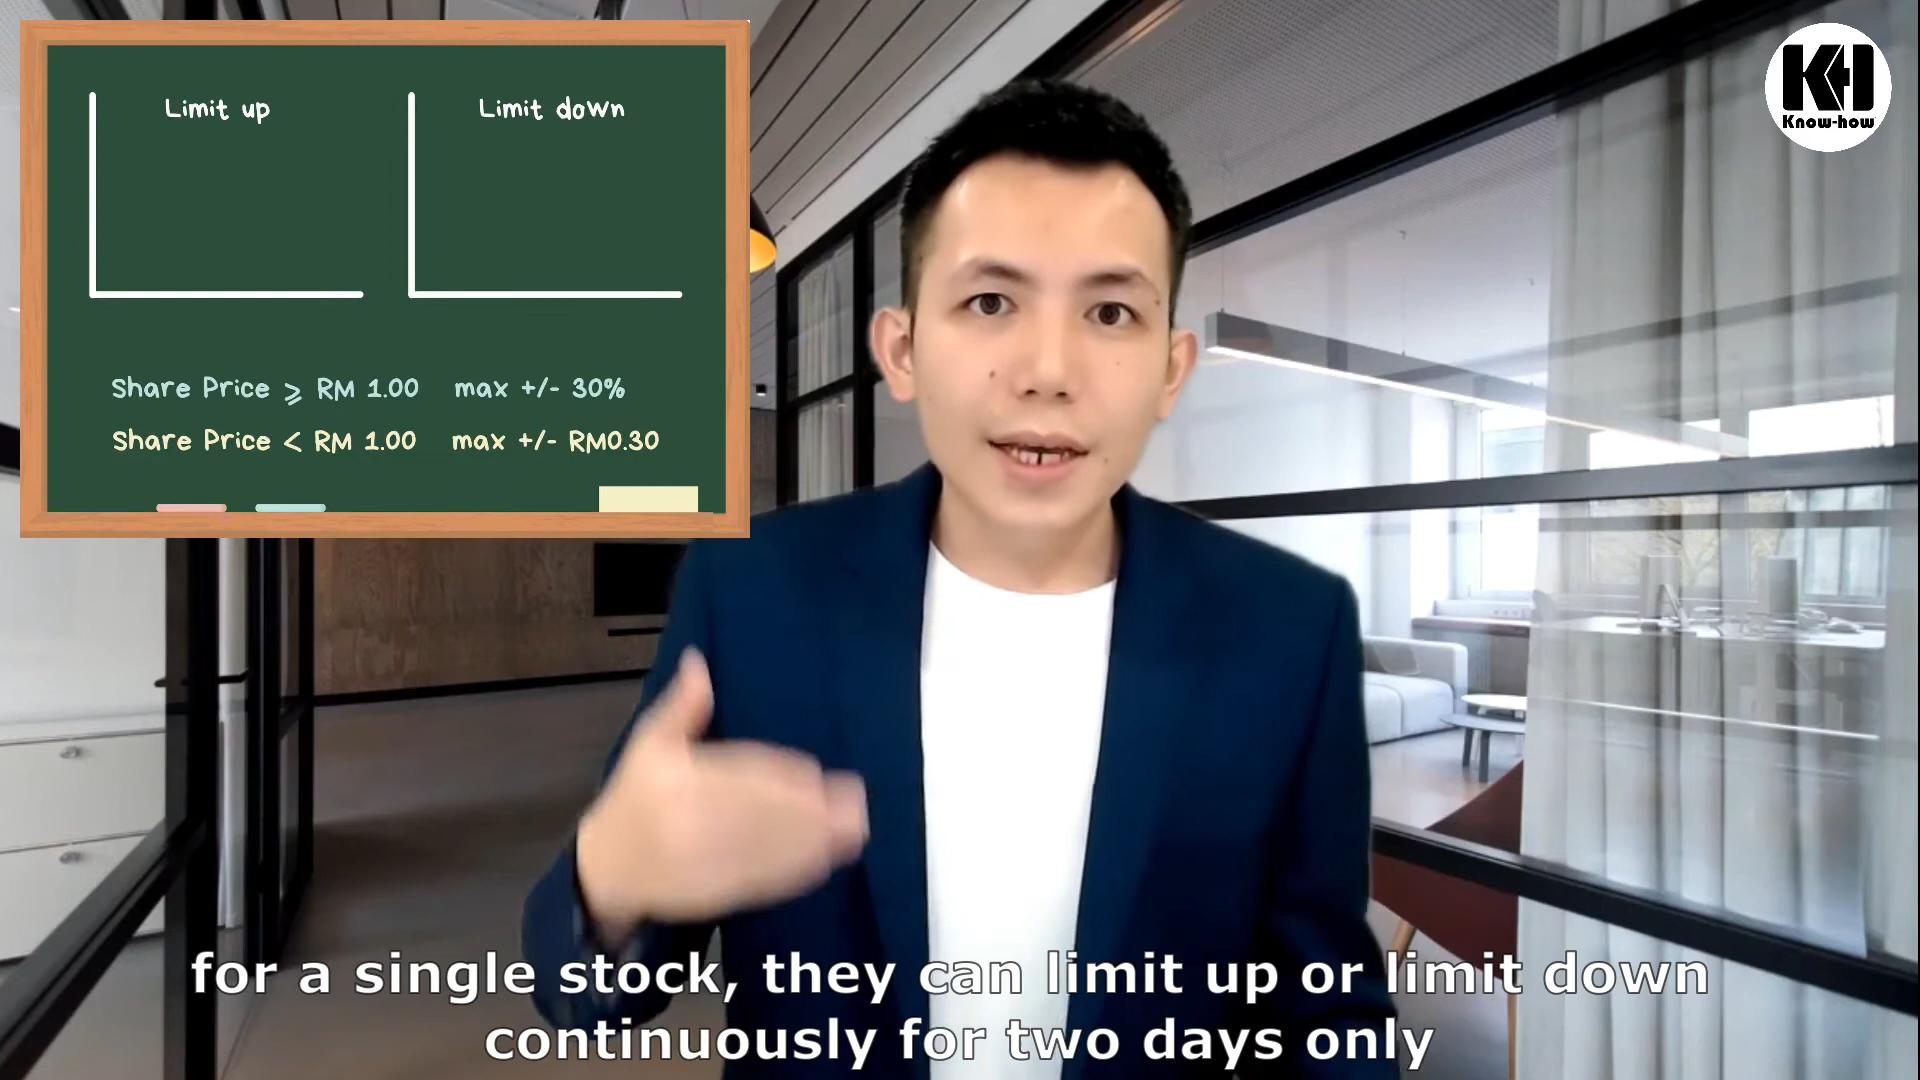 Limit up
Limit down
Share Price ⩾ RM 1.00 max +/- 30%
Share Price < RM 1.00 max +/- RM0.30
KH
Know-how
for a single stock, they can limit up or limit down
continuously for two days only